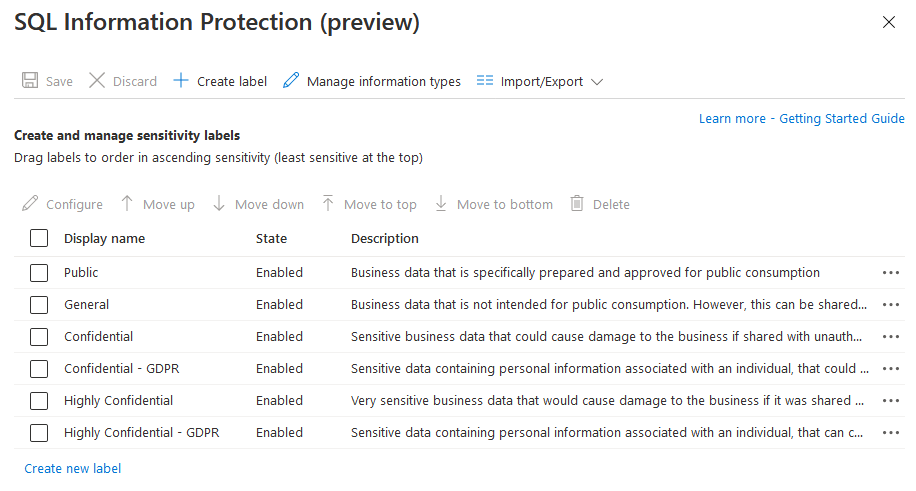 SQL Information Protection (preview)
Save Discard Create label Manage information types Import/Export
Learn more - Getting Started Guide
Create and manage sensitivity labels
Drag labels to order in ascending sensitivity (least sensitive at the top)
Configure Move up Move down Move to top Move to bottom Delete
Display name State Description
Public Enabled Business data that is specifically prepared and approved for public consumption
General Enabled Business data that is not intended for public consumption. However, this can be shared...
Confidential Enabled Sensitive business data that could cause damage to the business if shared with unauth...
Confidential - GDPR Enabled Sensitive data containing personal information associated with an individual, that could ...
Highly Confidential Enabled Very sensitive business data that would cause damage to the business if it was shared ...
Highly Confidential - GDPR Enabled Sensitive data containing personal information associated with an individual, that can c...
Create new label